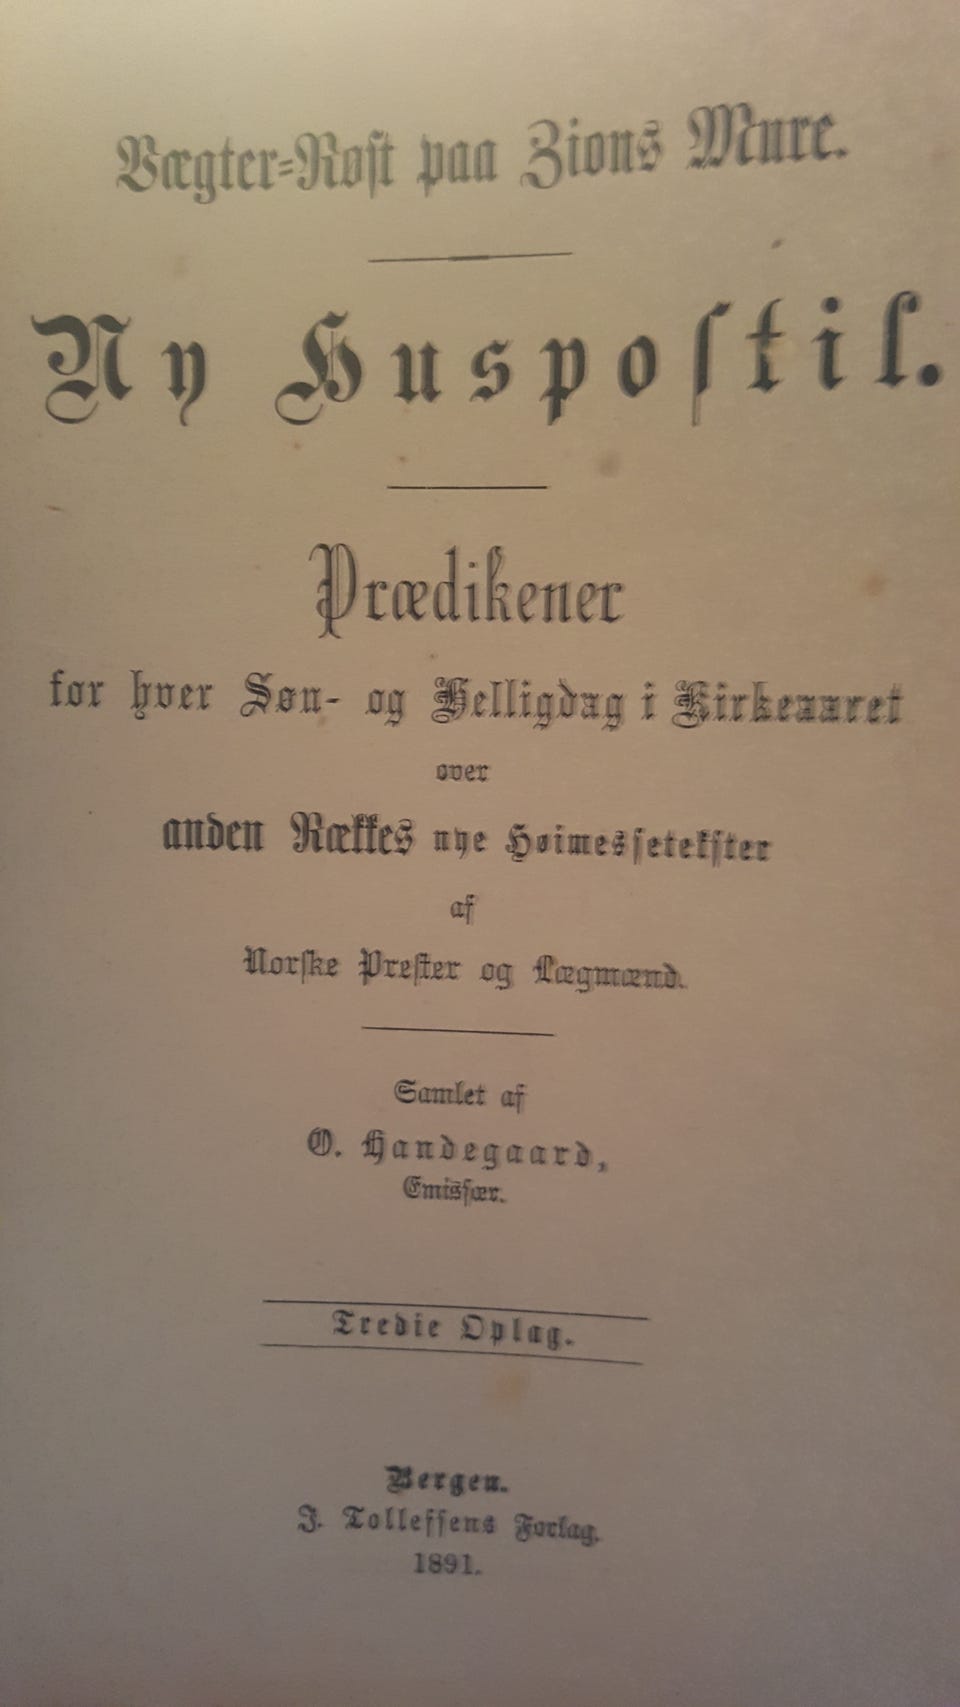 Vægter-Røst paa Zions Mure.
Ny Huspostil.
Prædikener
for hver Søn- og Helligdag i Kirkeaaret
over
anden Rækkes nye Høimessetekster
af
Norske Prester og Lægmænd.
Samlet af
O. Handegaard,
Emissær.
Tredie Oplag.
Bergen.
J. Tolleffsens Forlag.
1891.